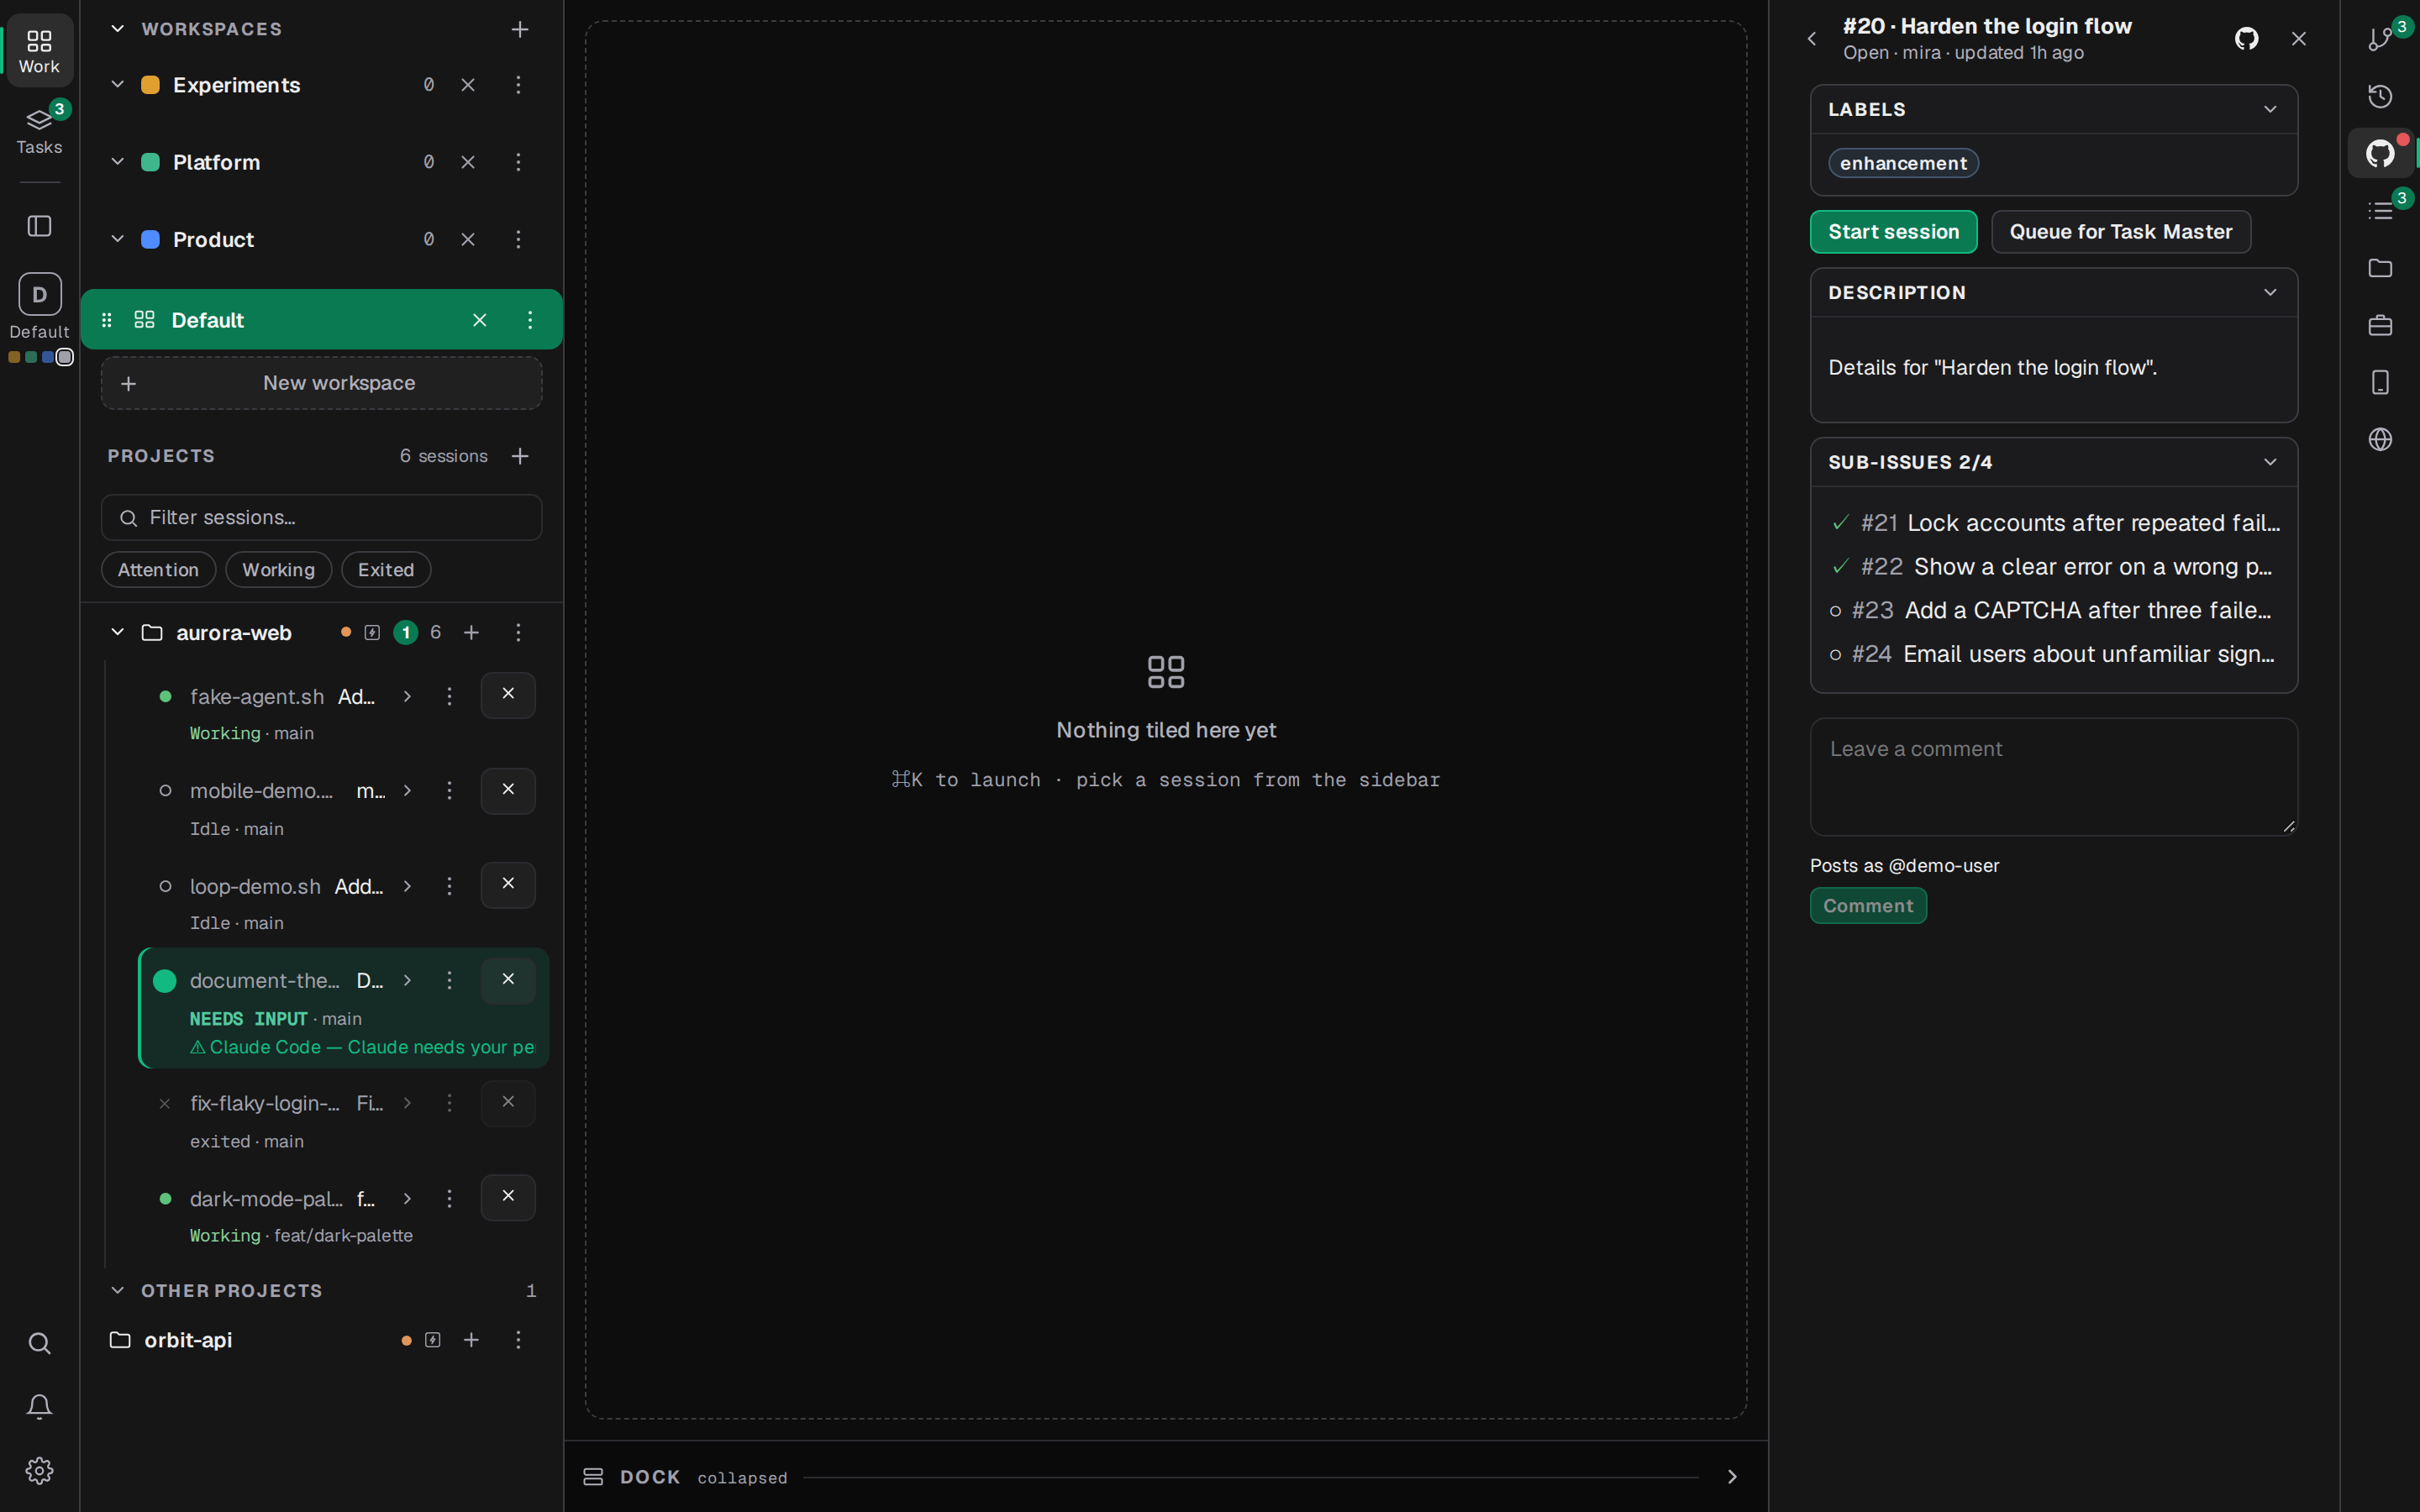 Work
3
Tasks
D
Default
WORKSPACES
Experiments 0
Platform 0
Product 0
Default
New workspace
PROJECTS 6 sessions
Filter sessions...
Attention Working Exited
aurora-web 1 6
fake-agent.sh Ad...
Working · main
mobile-demo.... m...
Idle · main
loop-demo.sh Add...
Idle · main
document-the... D...
NEEDS INPUT · main
⚠ Claude Code — Claude needs your pe
fix-flaky-login-... Fi...
exited · main
dark-mode-pal... f...
Working · feat/dark-palette
OTHER PROJECTS 1
orbit-api
Nothing tiled here yet
⌘K to launch · pick a session from the sidebar
DOCK collapsed
#20 · Harden the login flow
Open · mira · updated 1h ago
LABELS
enhancement
Start session Queue for Task Master
DESCRIPTION
Details for "Harden the login flow".
SUB-ISSUES 2/4
✓ #21 Lock accounts after repeated fail...
✓ #22 Show a clear error on a wrong p...
○ #23 Add a CAPTCHA after three faile...
○ #24 Email users about unfamiliar sign...
Leave a comment
Posts as @demo-user
Comment
3
3